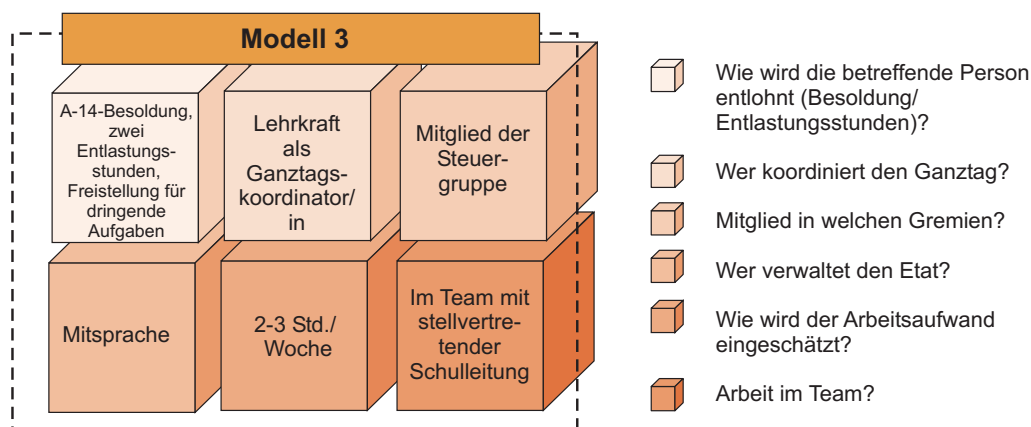 Modell 3
A-14-Besoldung,
zwei
Entlastungs-
stunden,
Freistellung für
dringende
Aufgaben
Lehrkraft
als
Ganztags-
koordinator/
in
Mitglied der
Steuer-
gruppe
Mitsprache
2-3 Std./
Woche
Im Team mit
stellvertre-
tender
Schulleitung
Wie wird die betreffende Person
entlohnt (Besoldung/
Entlastungsstunden)?
Wer koordiniert den Ganztag?
Mitglied in welchen Gremien?
Wer verwaltet den Etat?
Wie wird der Arbeitsaufwand
eingeschätzt?
Arbeit im Team?